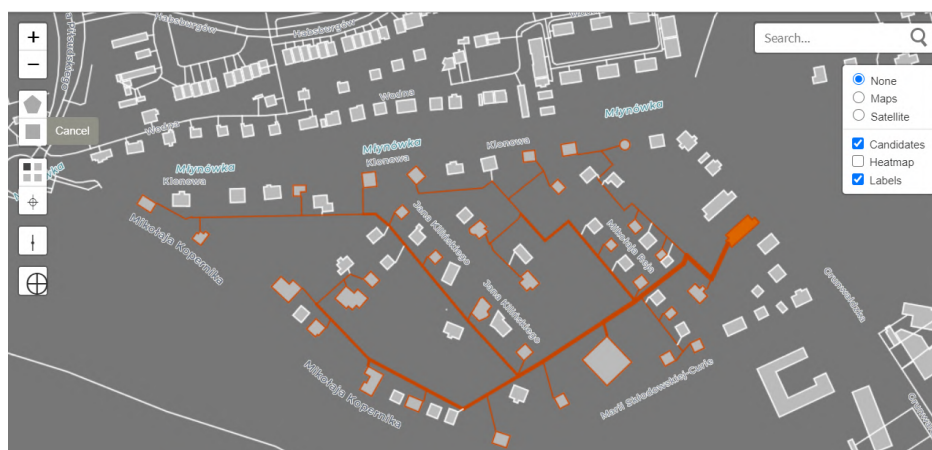 +
−
Cancel
Search...
None
Maps
Satellite
Candidates
Heatmap
Labels
Habsburgów
Habsburgów
Wodna
Wodna
Młynówka
Młynówka
Młynówka
Klonowa
Klonowa
Klonowa
Mikołaja Kopernika
Jana Kilińskiego
Mikołaja Reja
Jana Kilińskiego
Mikołaja Kopernika
Marii Skłodowskiej-Curie
Grunwaldzka